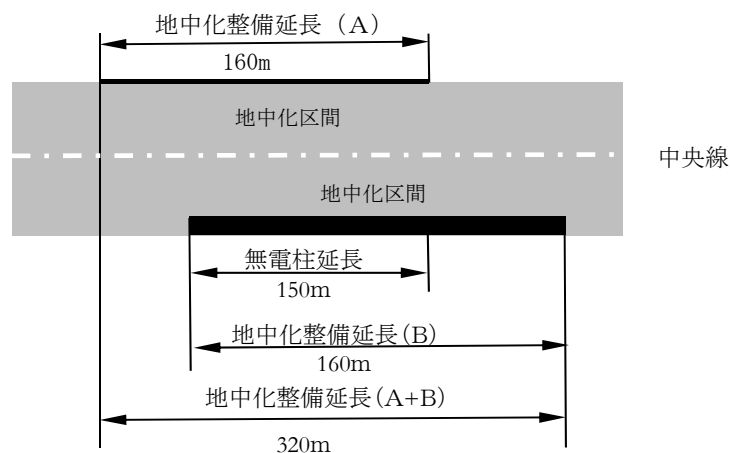 地中化整備延長（A）
160m
地中化区間
中央線
地中化区間
無電柱延長
150m
地中化整備延長(B)
160m
地中化整備延長(A+B)
320m